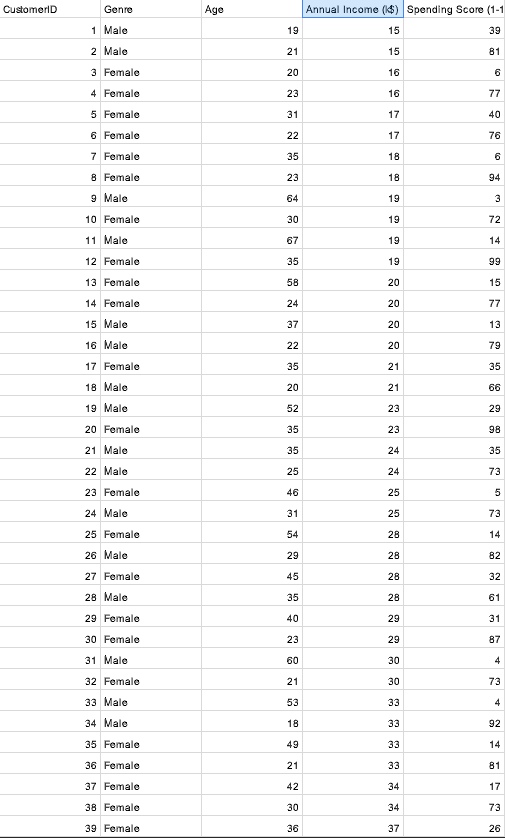 CustomerID Genre Age Annual Income (k$) Spending Score (1-1
1 Male 19 15 39
2 Male 21 15 81
3 Female 20 16 6
4 Female 23 16 77
5 Female 31 17 40
6 Female 22 17 76
7 Female 35 18 6
8 Female 23 18 94
9 Male 64 19 3
10 Female 30 19 72
11 Male 67 19 14
12 Female 35 19 99
13 Female 58 20 15
14 Female 24 20 77
15 Male 37 20 13
16 Male 22 20 79
17 Female 35 21 35
18 Male 20 21 66
19 Male 52 23 29
20 Female 35 23 98
21 Male 35 24 35
22 Male 25 24 73
23 Female 46 25 5
24 Male 31 25 73
25 Female 54 28 14
26 Male 29 28 82
27 Female 45 28 32
28 Male 35 28 61
29 Female 40 29 31
30 Female 23 29 87
31 Male 60 30 4
32 Female 21 30 73
33 Male 53 33 4
34 Male 18 33 92
35 Female 49 33 14
36 Female 21 33 81
37 Female 42 34 17
38 Female 30 34 73
39 Female 36 37 26